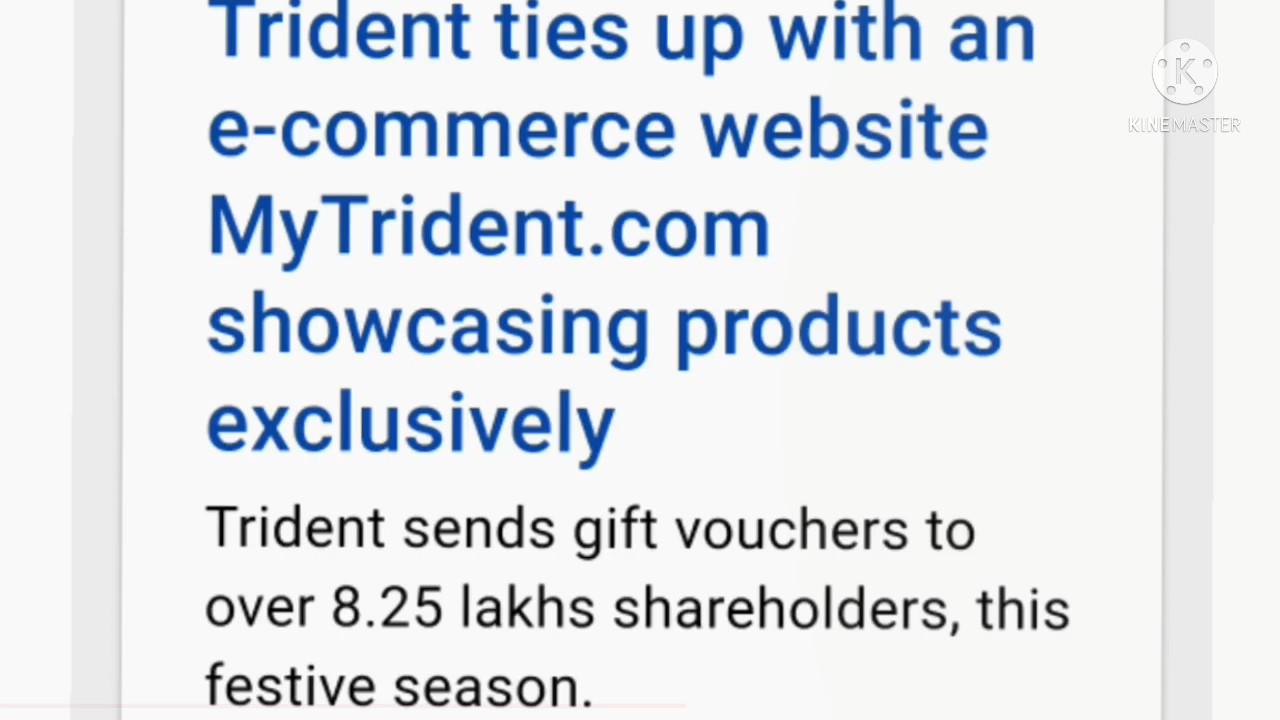 Trident ties up with an
e-commerce website
MyTrident.com
showcasing products
exclusively
Trident sends gift vouchers to
over 8.25 lakhs shareholders, this
festive season.
K
KINEMASTER